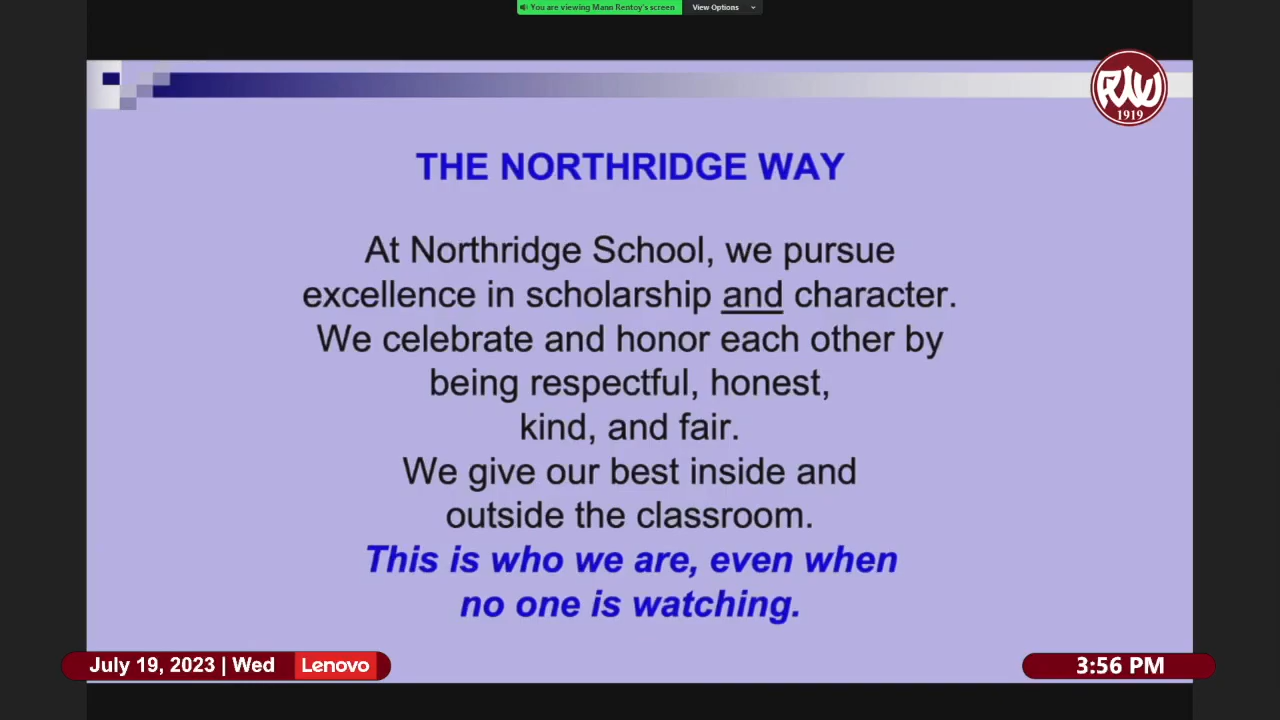 You are viewing Mann Rentoy's screen View Options
1919
THE NORTHRIDGE WAY
At Northridge School, we pursue
excellence in scholarship and character.
We celebrate and honor each other by
being respectful, honest,
kind, and fair.
We give our best inside and
outside the classroom.
This is who we are, even when
no one is watching.
July 19, 2023 | Wed Lenovo 3:56 PM